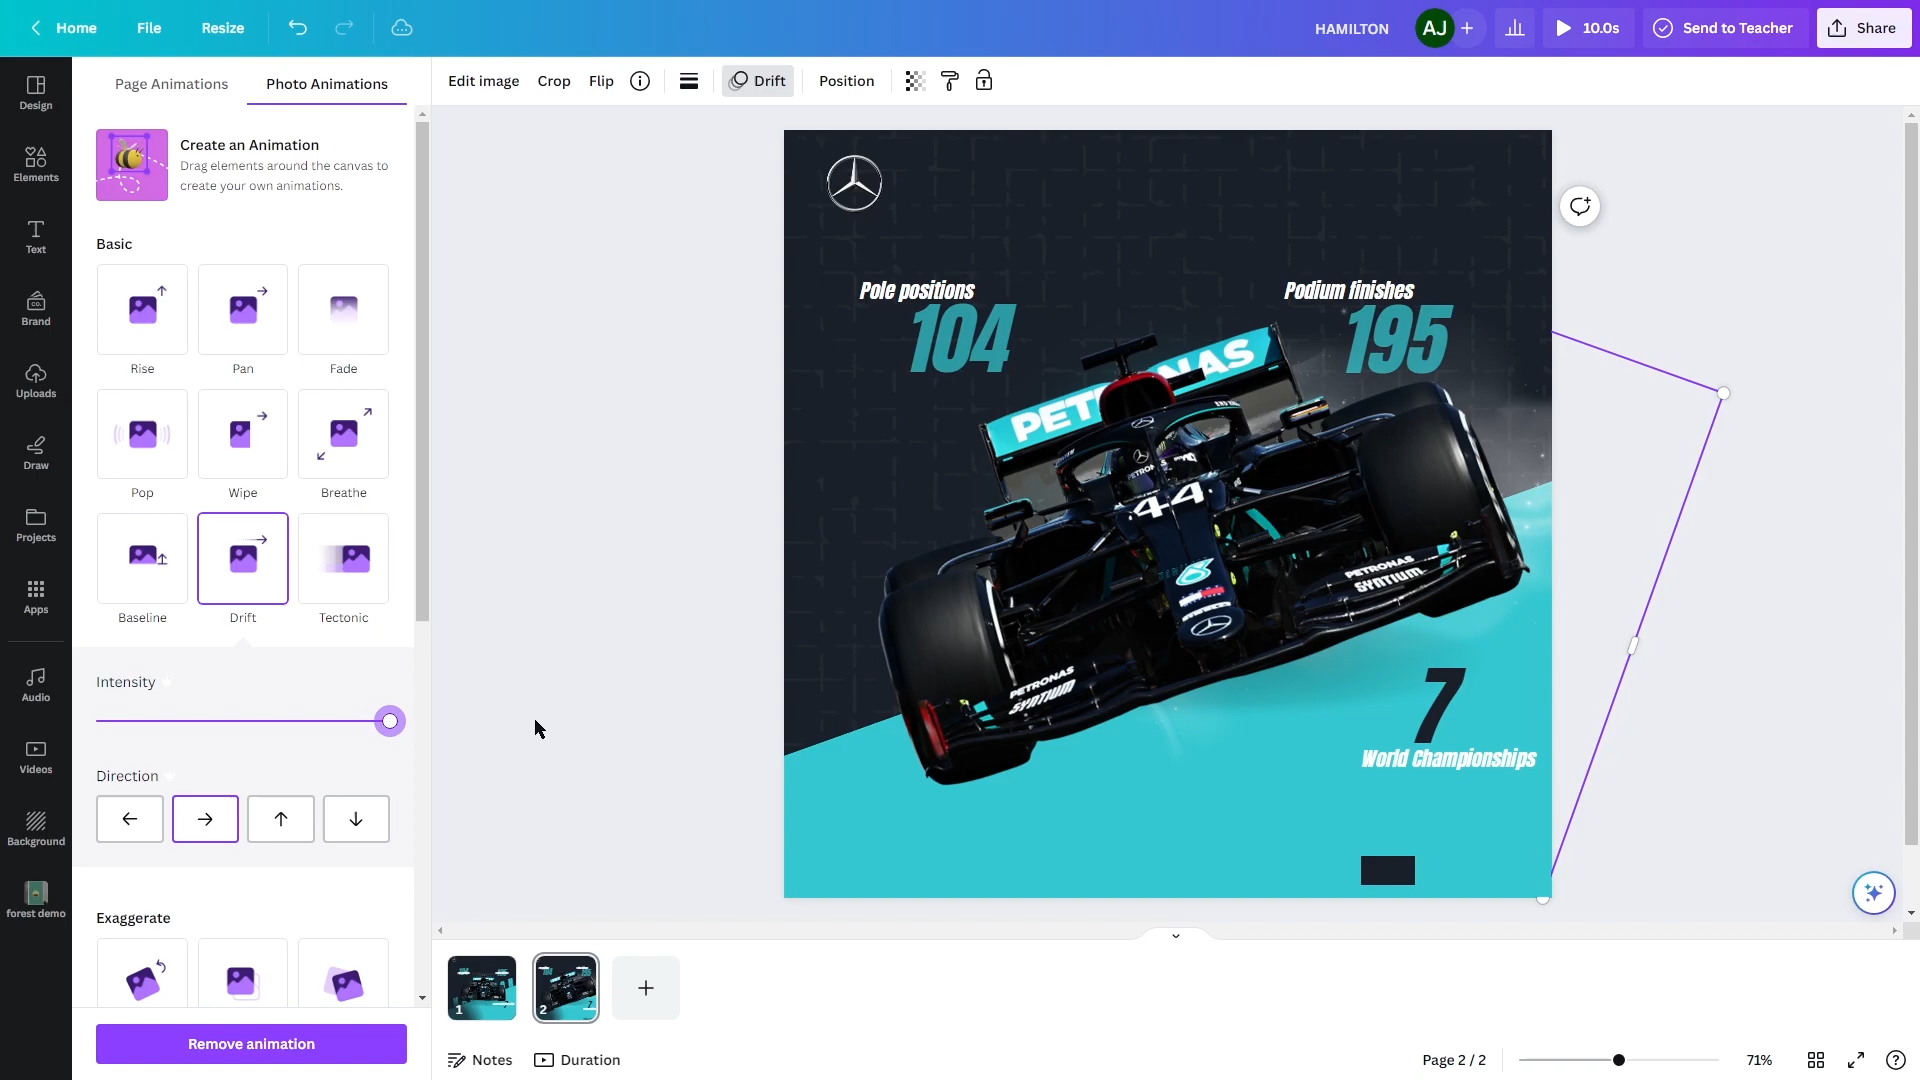 Home
File
Resize
HAMILTON
AJ
10.0s
Send to Teacher
Share
Design
Elements
Text
CO.
Brand
Uploads
Draw
Projects
Apps
Audio
Videos
Background
forest demo
Page Animations
Photo Animations
Create an Animation
Drag elements around the canvas to
create your own animations.
Basic
Rise
Pan
Fade
Pop
Wipe
Breathe
Baseline
Drift
Tectonic
Intensity
Direction
Exaggerate
Remove animation
Edit image
Crop
Flip
Drift
Position
Pole positions
104
Podium finishes
195
PETRONAS
44
PETRONAS
SYNTIUM
PETRONAS
SYNTIUM
7
World Championships
1
2
Notes
Duration
Page 2 / 2
71%